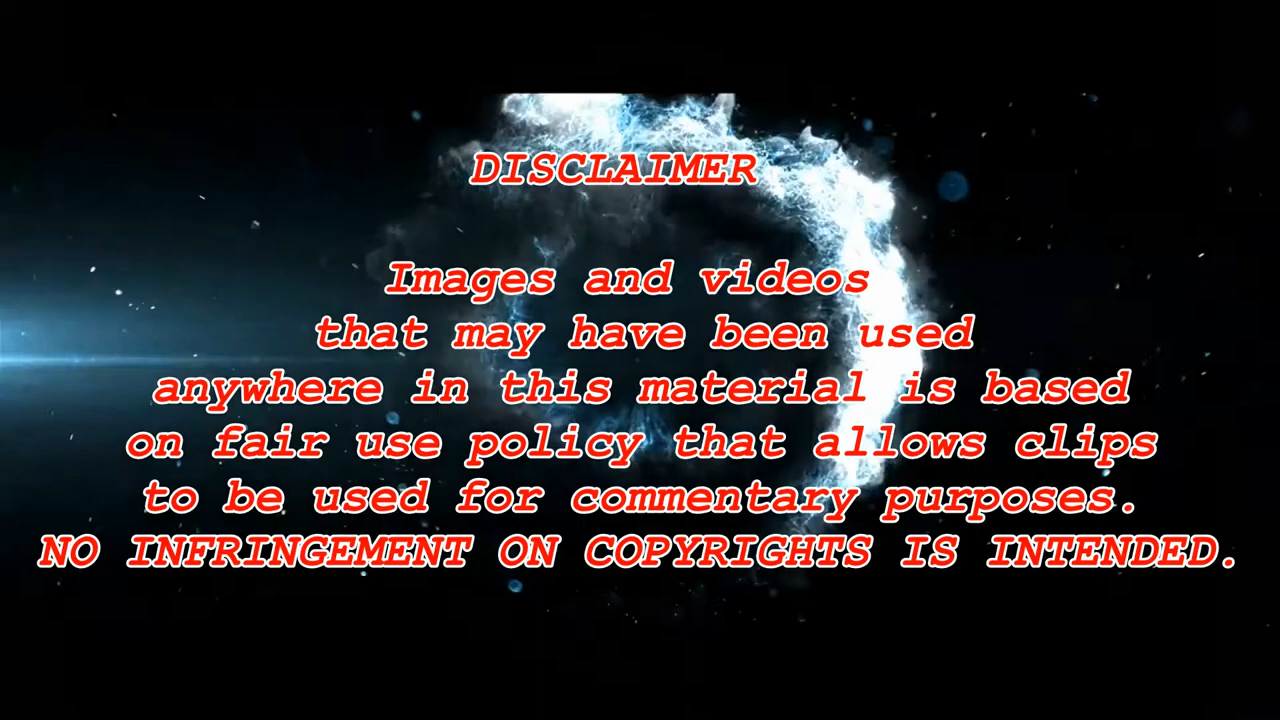 DISCLAIMER
Images and videos
that may have been used
anywhere in this material is based
on fair use policy that allows clips
to be used for commentary purposes.
NO INFRINGEMENT ON COPYRIGHTS IS INTENDED.